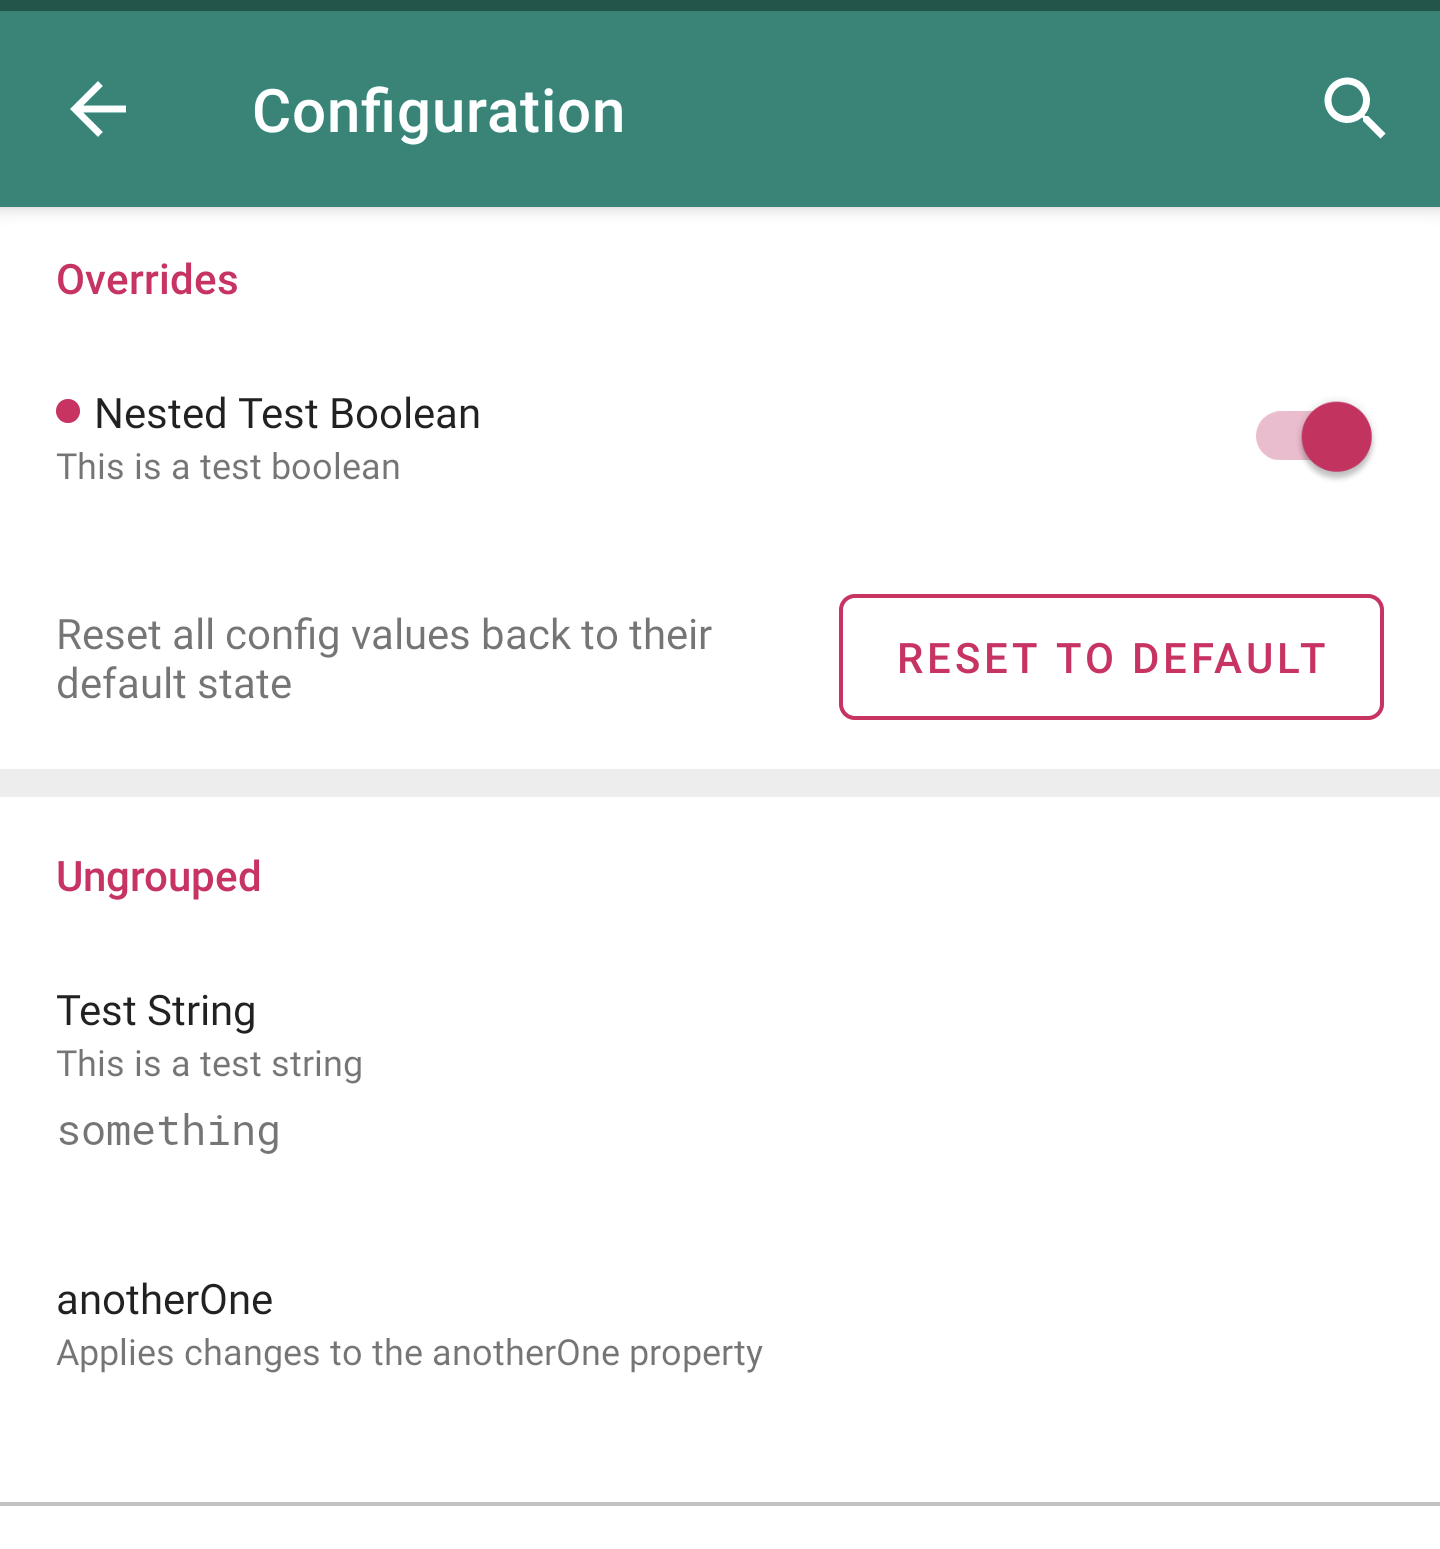 Configuration
Overrides
Nested Test Boolean
This is a test boolean
Reset all config values back to their
default state
RESET TO DEFAULT
Ungrouped
Test String
This is a test string
something
anotherOne
Applies changes to the anotherOne property